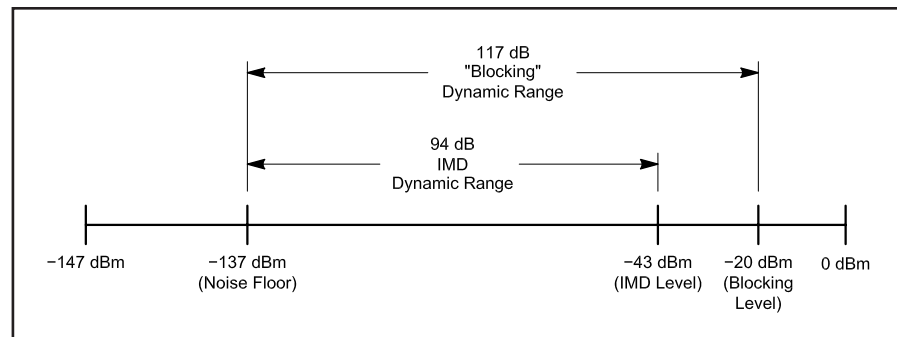 117 dB
"Blocking"
Dynamic Range
94 dB
IMD
Dynamic Range
−147 dBm
−137 dBm
(Noise Floor)
−43 dBm
(IMD Level)
−20 dBm
(Blocking
Level)
0 dBm